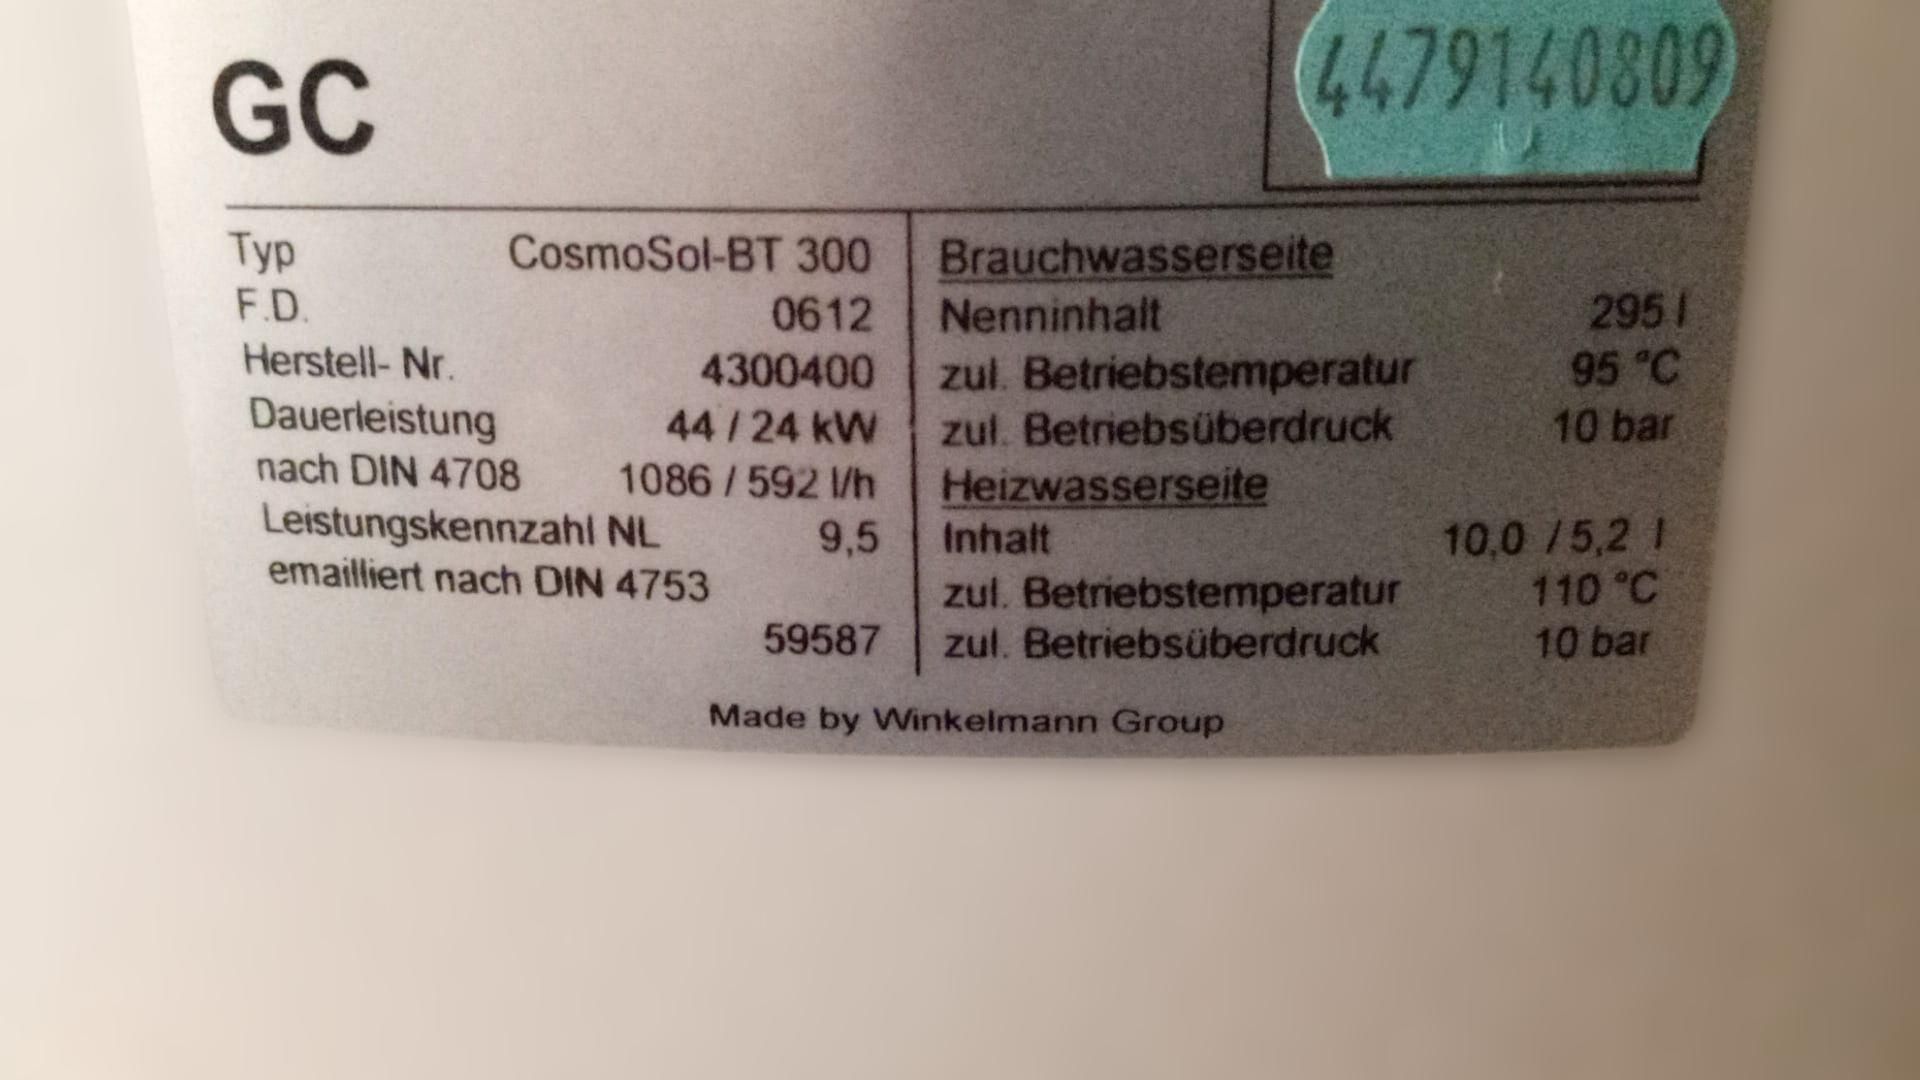 4479140809
GC
Typ CosmoSol-BT 300
F.D. 0612
Herstell- Nr. 4300400
Dauerleistung 44 / 24 kW
nach DIN 4708 1086 / 592 l/h
Leistungskennzahl NL 9,5
emailliert nach DIN 4753
59587
Brauchwasserseite
Nenninhalt 295 l
zul. Betriebstemperatur 95 °C
zul. Betriebsüberdruck 10 bar
Heizwasserseite
Inhalt 10,0 / 5,2 l
zul. Betriebstemperatur 110 °C
zul. Betriebsüberdruck 10 bar
Made by Winkelmann Group